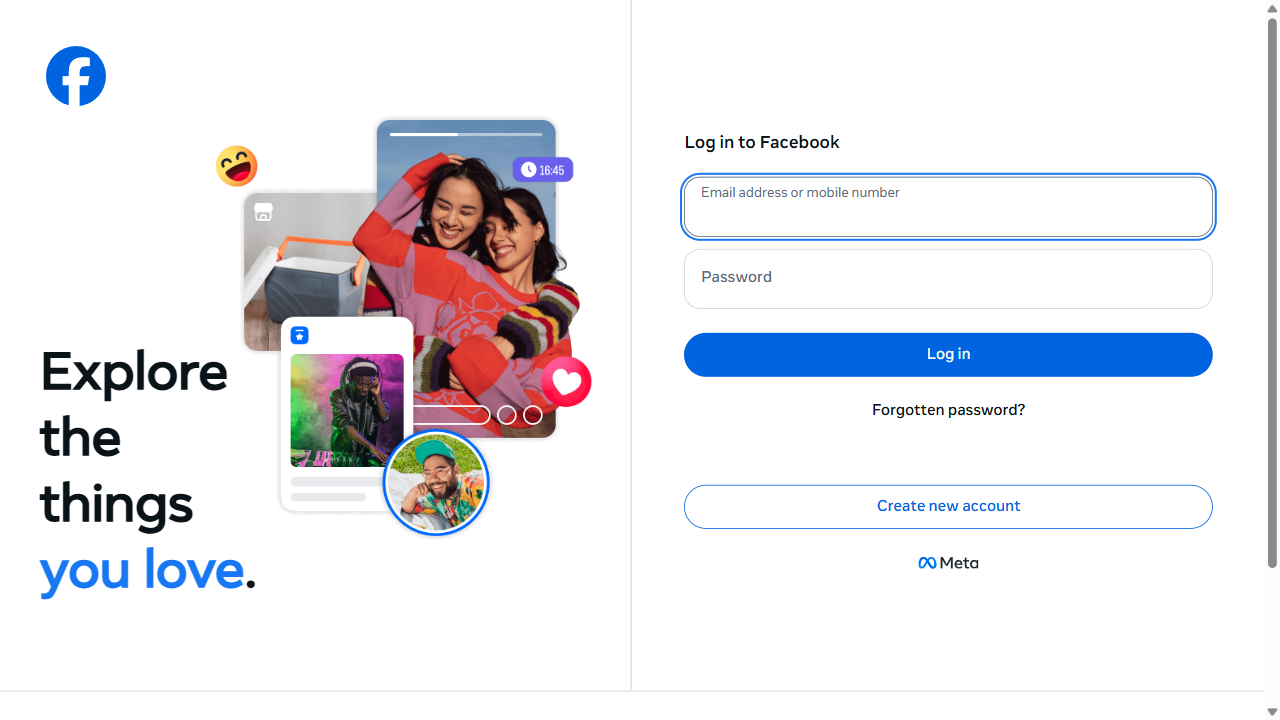 16:45
Explore
the
things
you love.
Log in to Facebook
Email address or mobile number
Password
Log in
Forgotten password?
Create new account
Meta